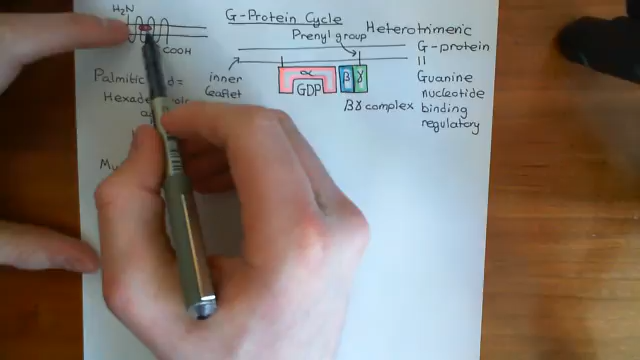 G-Protein Cycle
H₂N
COOH
Prenyl group
Heterotrimeric
G-protein
=
Guanine
nucleotide
binding
regulatory
inner
leaflet
α
GDP
β γ
βγ complex
Palmitic
=